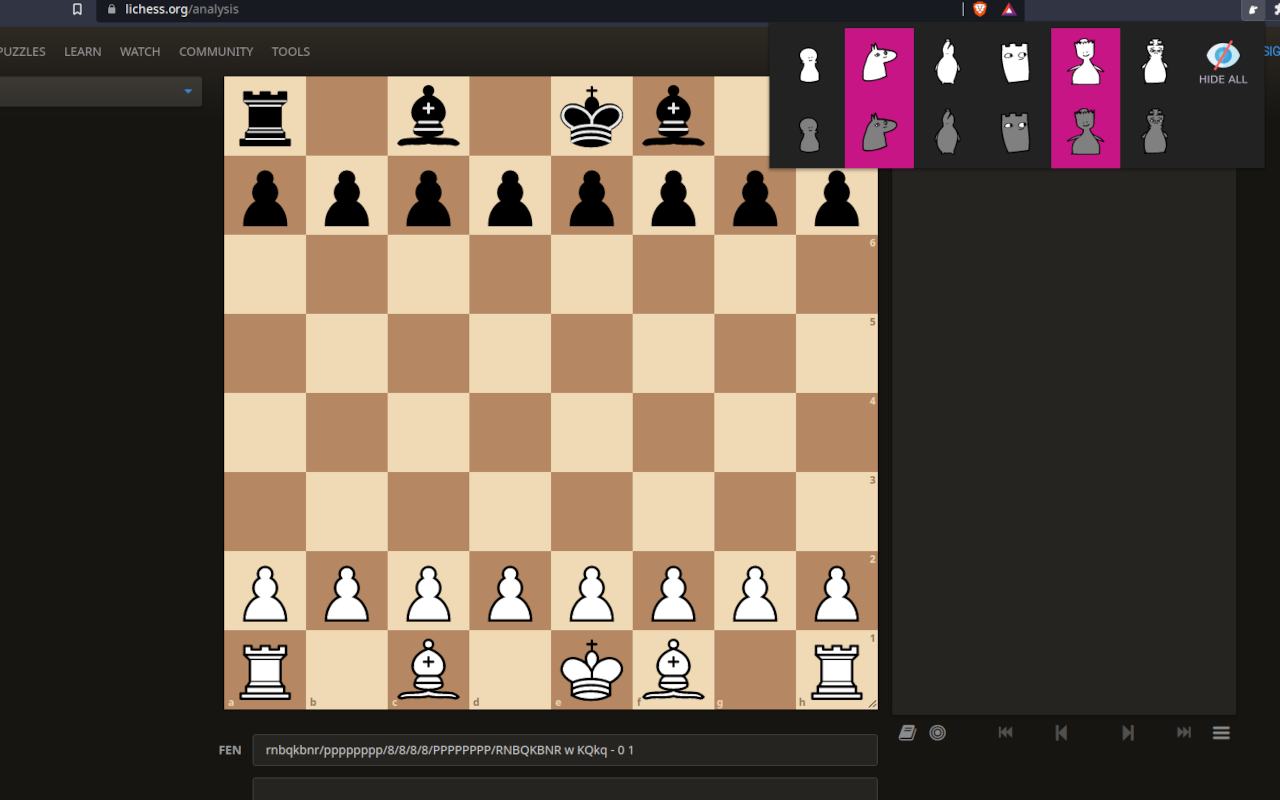 lichess.org/analysis
PUZZLES LEARN WATCH COMMUNITY TOOLS
HIDE ALL
SIG
6
5
4
3
2
1
a b c d e f g h
FEN rnbqkbnr/pppppppp/8/8/8/8/PPPPPPPP/RNBQKBNR w KQkq - 0 1